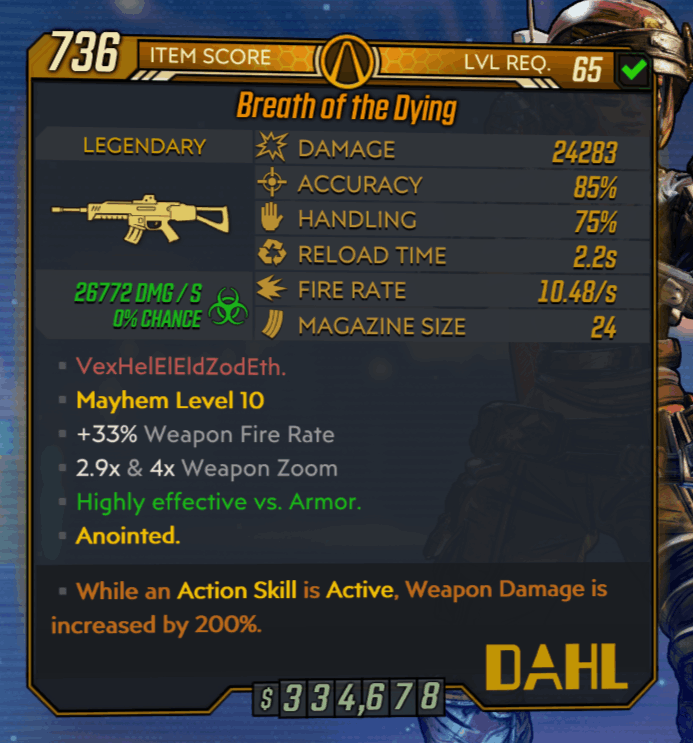 736 ITEM SCORE LVL REQ. 65
Breath of the Dying
LEGENDARY
DAMAGE 24283
ACCURACY 85%
HANDLING 75%
RELOAD TIME 2.2s
26772 DMG / S
0% CHANCE
FIRE RATE 10.48/s
MAGAZINE SIZE 24
VexHelElEldZodEth.
Mayhem Level 10
+33% Weapon Fire Rate
2.9x & 4x Weapon Zoom
Highly effective vs. Armor.
Anointed.
While an Action Skill is Active, Weapon Damage is
increased by 200%.
DAHL
$ 334,678